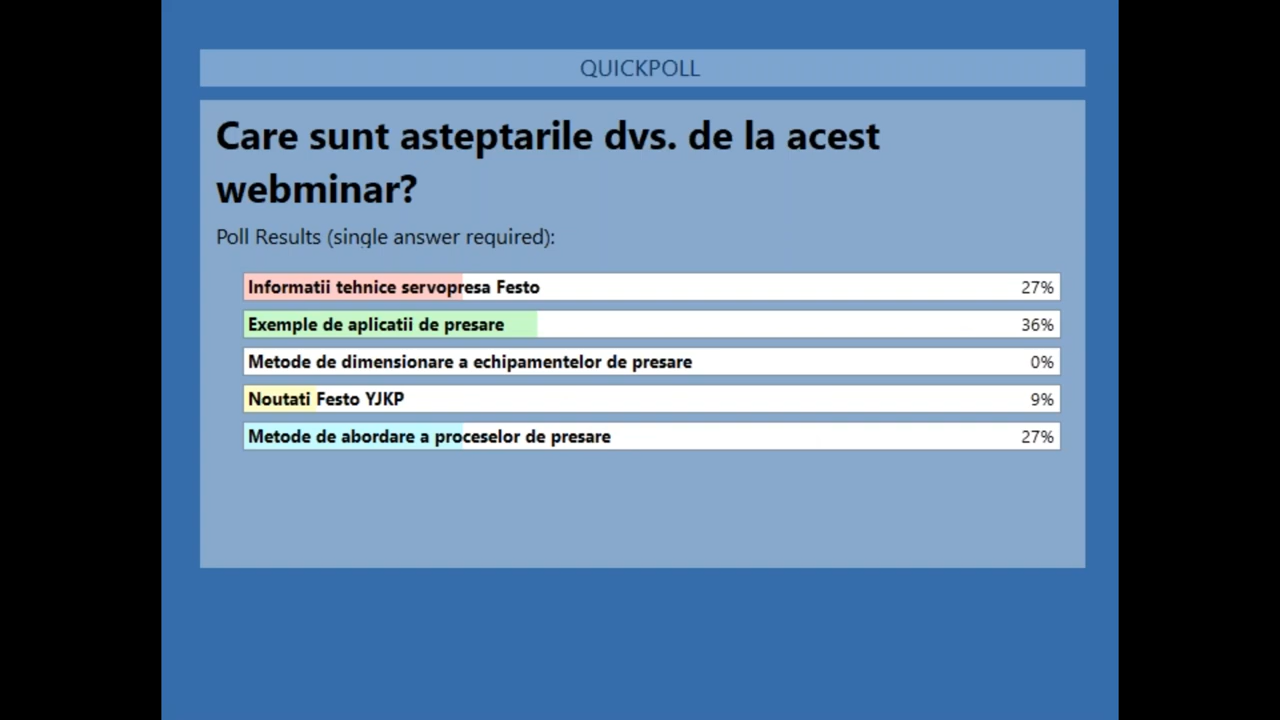 QUICKPOLL
Care sunt asteptarile dvs. de la acest
webminar?
Poll Results (single answer required):
Informatii tehnice servopresa Festo 27%
Exemple de aplicatii de presare 36%
Metode de dimensionare a echipamentelor de presare 0%
Noutati Festo YJKP 9%
Metode de abordare a proceselor de presare 27%